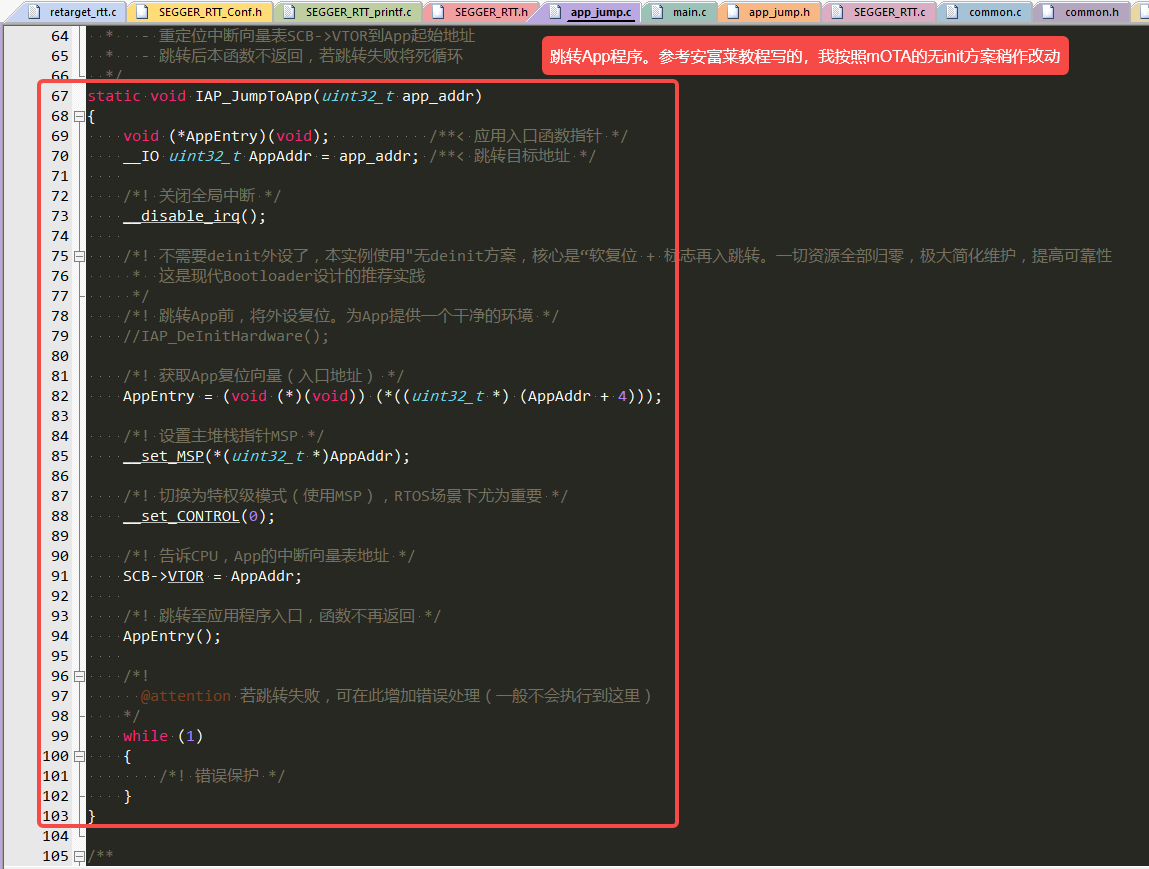 retarget_rtt.c SEGGER_RTT_Conf.h SEGGER_RTT_printf.c SEGGER_RTT.h app_jump.c main.c app_jump.h SEGGER_RTT.c common.c common.h
64 * - 重定位中断向量表SCB->VTOR到App起始地址
65 * - 跳转后本函数不返回，若跳转失败将死循环
跳转App程序。参考安富莱教程写的，我按照mOTA的无init方案稍作改动
66 */
67 static void IAP_JumpToApp(uint32_t app_addr)
68 {
69 void (*AppEntry)(void); /**< 应用入口函数指针 */
70 __IO uint32_t AppAddr = app_addr; /**< 跳转目标地址 */
71
72 /*! 关闭全局中断 */
73 __disable_irq();
74
75 /*! 不需要deinit外设了，本实例使用"无deinit方案，核心是“软复位 + 标志再入跳转。一切资源全部归零，极大简化维护，提高可靠性
76 * 这是现代Bootloader设计的推荐实践
77 */
78 /*! 跳转App前，将外设复位。为App提供一个干净的环境 */
79 //IAP_DeInitHardware();
80
81 /*! 获取App复位向量（入口地址） */
82 AppEntry = (void (*)(void)) (*((uint32_t *) (AppAddr + 4)));
83
84 /*! 设置主堆栈指针MSP */
85 __set_MSP(*(uint32_t *)AppAddr);
86
87 /*! 切换为特权级模式（使用MSP），RTOS场景下尤为重要 */
88 __set_CONTROL(0);
89
90 /*! 告诉CPU，App的中断向量表地址 */
91 SCB->VTOR = AppAddr;
92
93 /*! 跳转至应用程序入口，函数不再返回 */
94 AppEntry();
95
96 /*!
97 @attention 若跳转失败，可在此增加错误处理（一般不会执行到这里）
98 */
99 while (1)
100 {
101 /*! 错误保护 */
102 }
103 }
104
105 /**